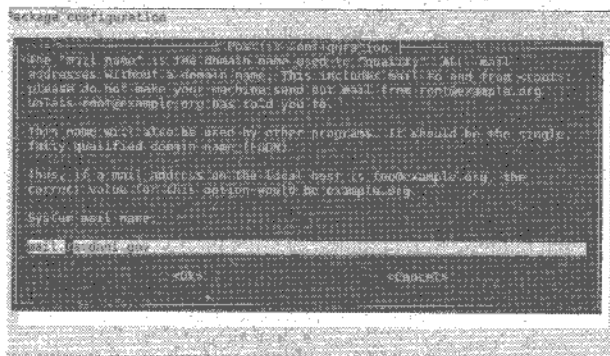 Package configuration
Postfix Configuration
The "mail name" is the domain name used to "qualify" _ALL_ mail
addresses without a domain name. This includes mail to and from <root>:
please do not make your machine send out mail from root@example.org
unless root@example.org has told you to.
This name will also be used by other programs. It should be the single
fully qualified domain name (FQDN).
Thus, if a mail address on the local host is foo@example.org, the
correct value for this option would be example.org.
System mail name:
<Ok> <Cancel>